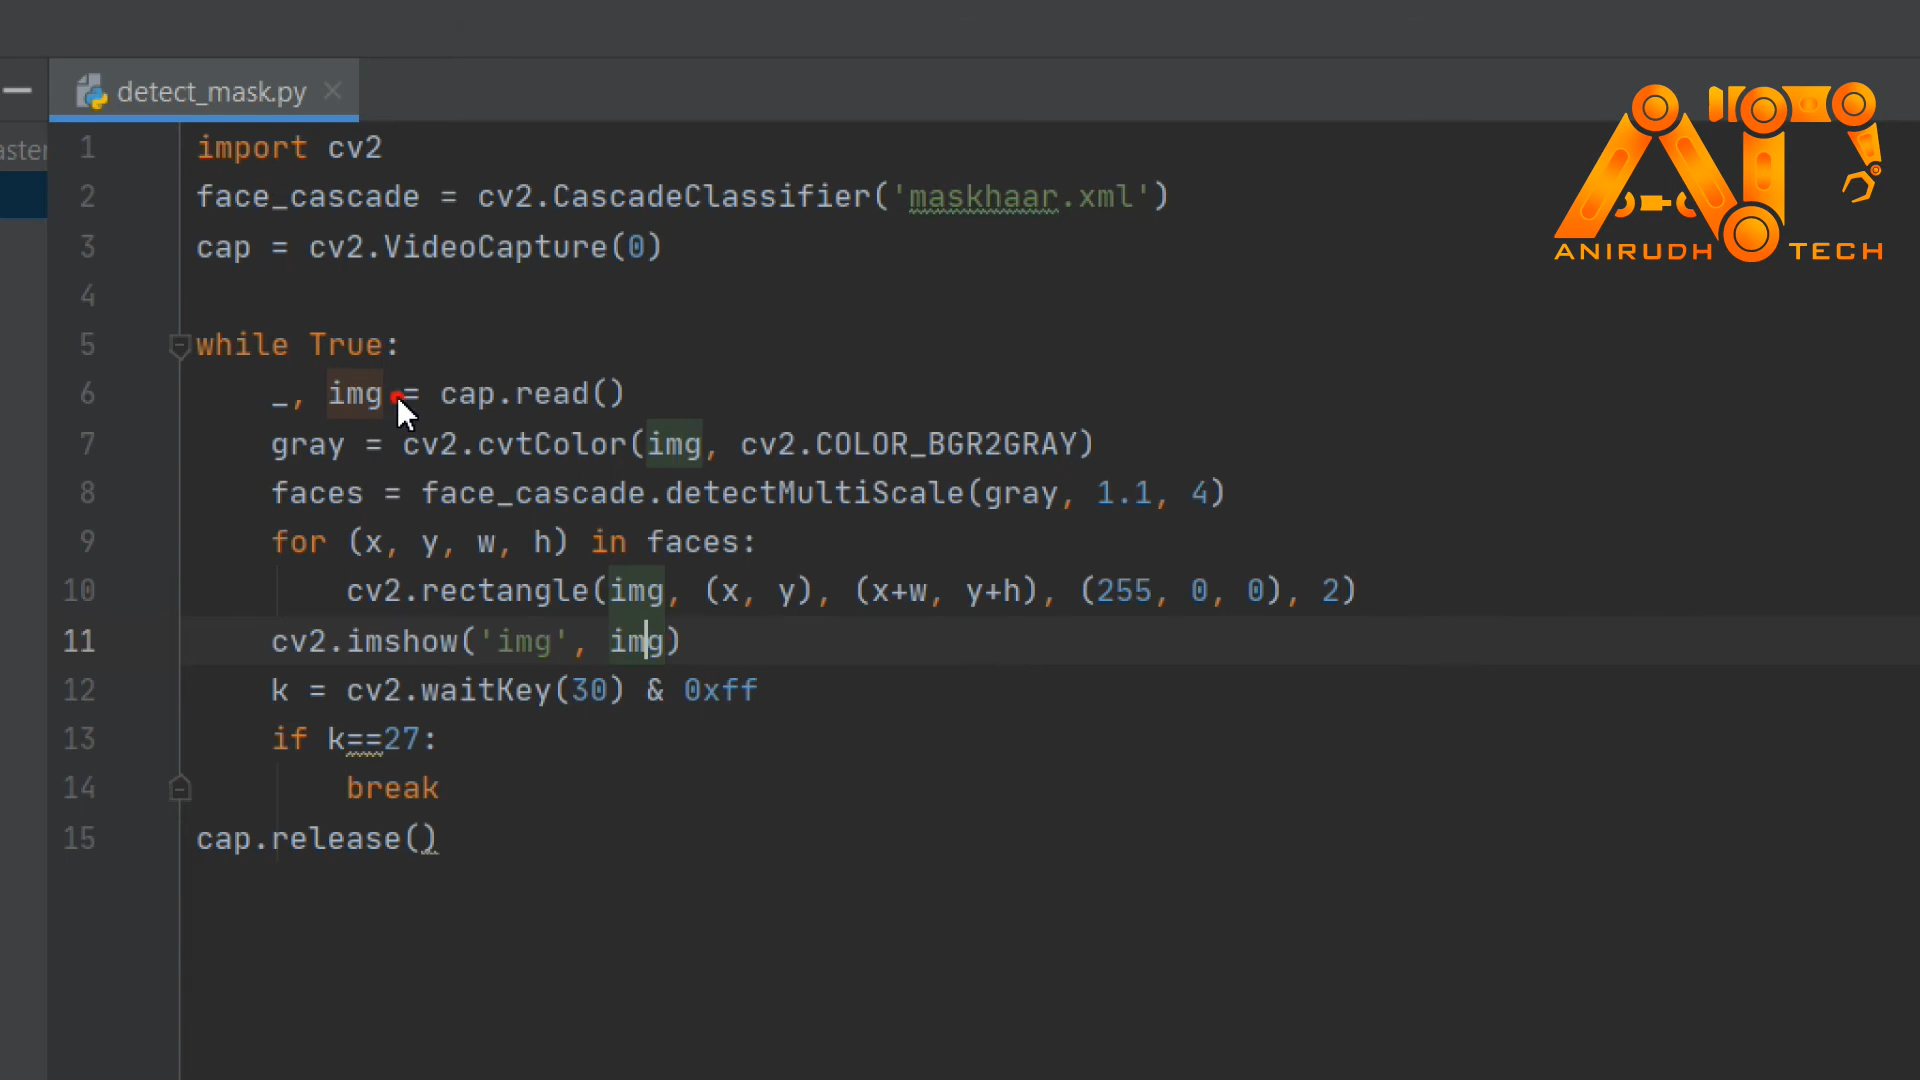 detect_mask.py
aster
1 import cv2
2 face_cascade = cv2.CascadeClassifier('maskhaar.xml')
3 cap = cv2.VideoCapture(0)
4
5 while True:
6     _, img = cap.read()
7     gray = cv2.cvtColor(img, cv2.COLOR_BGR2GRAY)
8     faces = face_cascade.detectMultiScale(gray, 1.1, 4)
9     for (x, y, w, h) in faces:
10         cv2.rectangle(img, (x, y), (x+w, y+h), (255, 0, 0), 2)
11     cv2.imshow('img', img)
12     k = cv2.waitKey(30) & 0xff
13     if k==27:
14         break
15 cap.release()
AT
ANIRUDH TECH